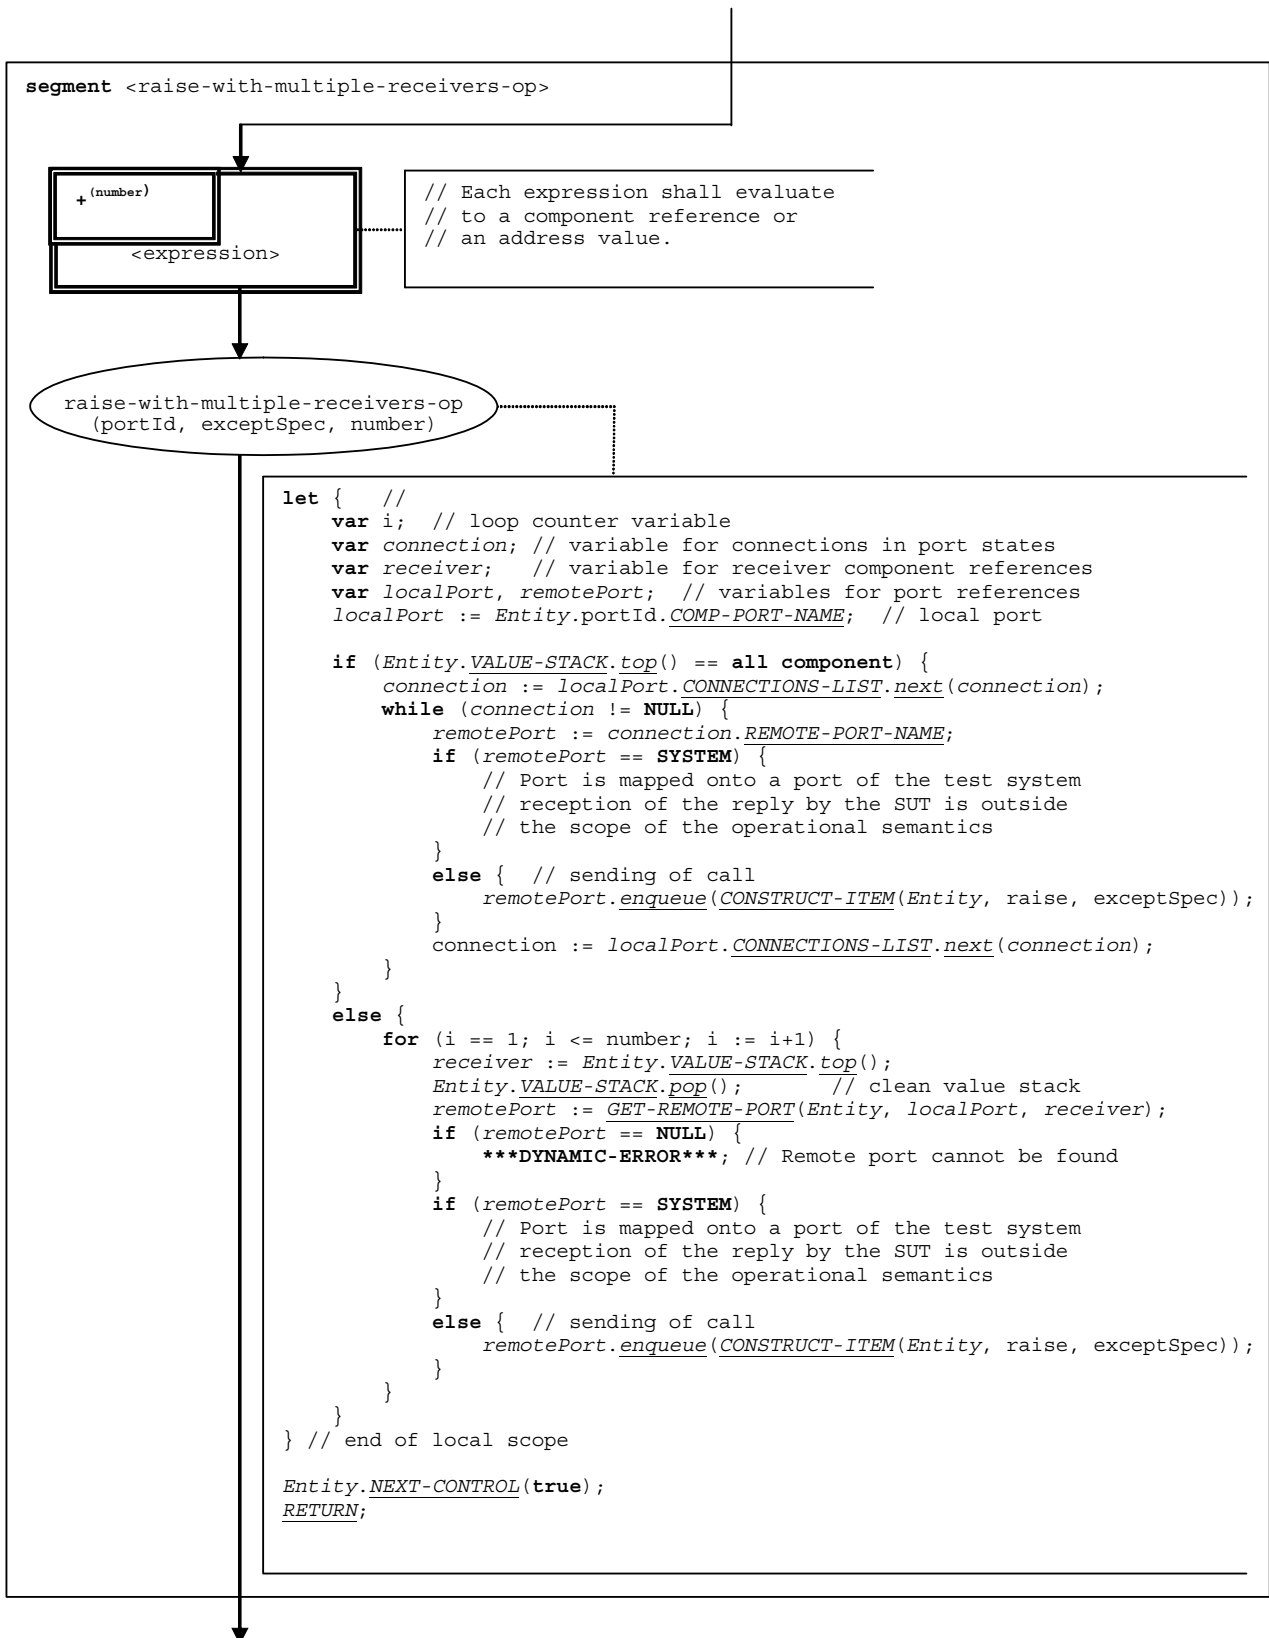 segment <raise-with-multiple-receivers-op>
+(number)
<expression>
// Each expression shall evaluate
// to a component reference or
// an address value.
raise-with-multiple-receivers-op
(portId, exceptSpec, number)
let {   //
    var i;  // loop counter variable
    var connection; // variable for connections in port states
    var receiver;   // variable for receiver component references
    var localPort, remotePort;  // variables for port references
    localPort := Entity.portId.COMP-PORT-NAME;  // local port
    if (Entity.VALUE-STACK.top() == all component) {
        connection := localPort.CONNECTIONS-LIST.next(connection);
        while (connection != NULL) {
            remotePort := connection.REMOTE-PORT-NAME;
            if (remotePort == SYSTEM) {
                // Port is mapped onto a port of the test system
                // reception of the reply by the SUT is outside
                // the scope of the operational semantics
            }
            else {  // sending of call
                remotePort.enqueue(CONSTRUCT-ITEM(Entity, raise, exceptSpec));
            }
            connection := localPort.CONNECTIONS-LIST.next(connection);
        }
    }
    else {
        for (i == 1; i <= number; i := i+1) {
            receiver := Entity.VALUE-STACK.top();
            Entity.VALUE-STACK.pop();       // clean value stack
            remotePort := GET-REMOTE-PORT(Entity, localPort, receiver);
            if (remotePort == NULL) {
                ***DYNAMIC-ERROR***; // Remote port cannot be found
            }
            if (remotePort == SYSTEM) {
                // Port is mapped onto a port of the test system
                // reception of the reply by the SUT is outside
                // the scope of the operational semantics
            }
            else {  // sending of call
                remotePort.enqueue(CONSTRUCT-ITEM(Entity, raise, exceptSpec));
            }
        }
    }
} // end of local scope
Entity.NEXT-CONTROL(true);
RETURN;